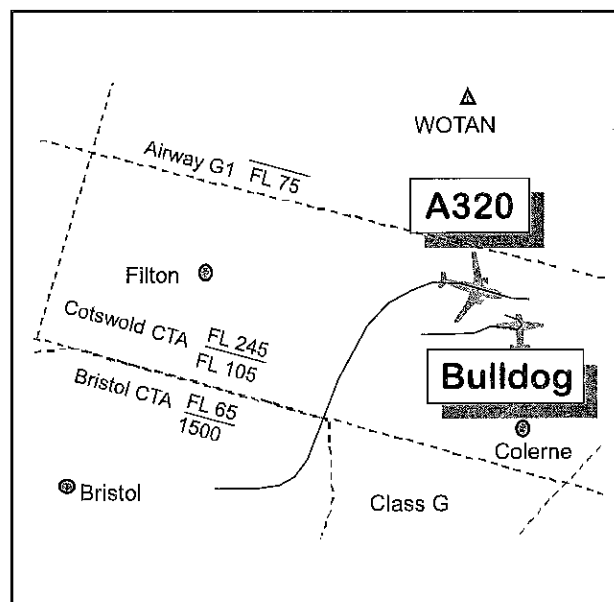 WOTAN
Airway G1 FL 75
A320
Filton
Cotswold CTA FL 245
FL 105
Bristol CTA FL 65
1500
Bulldog
Colerne
Bristol
Class G